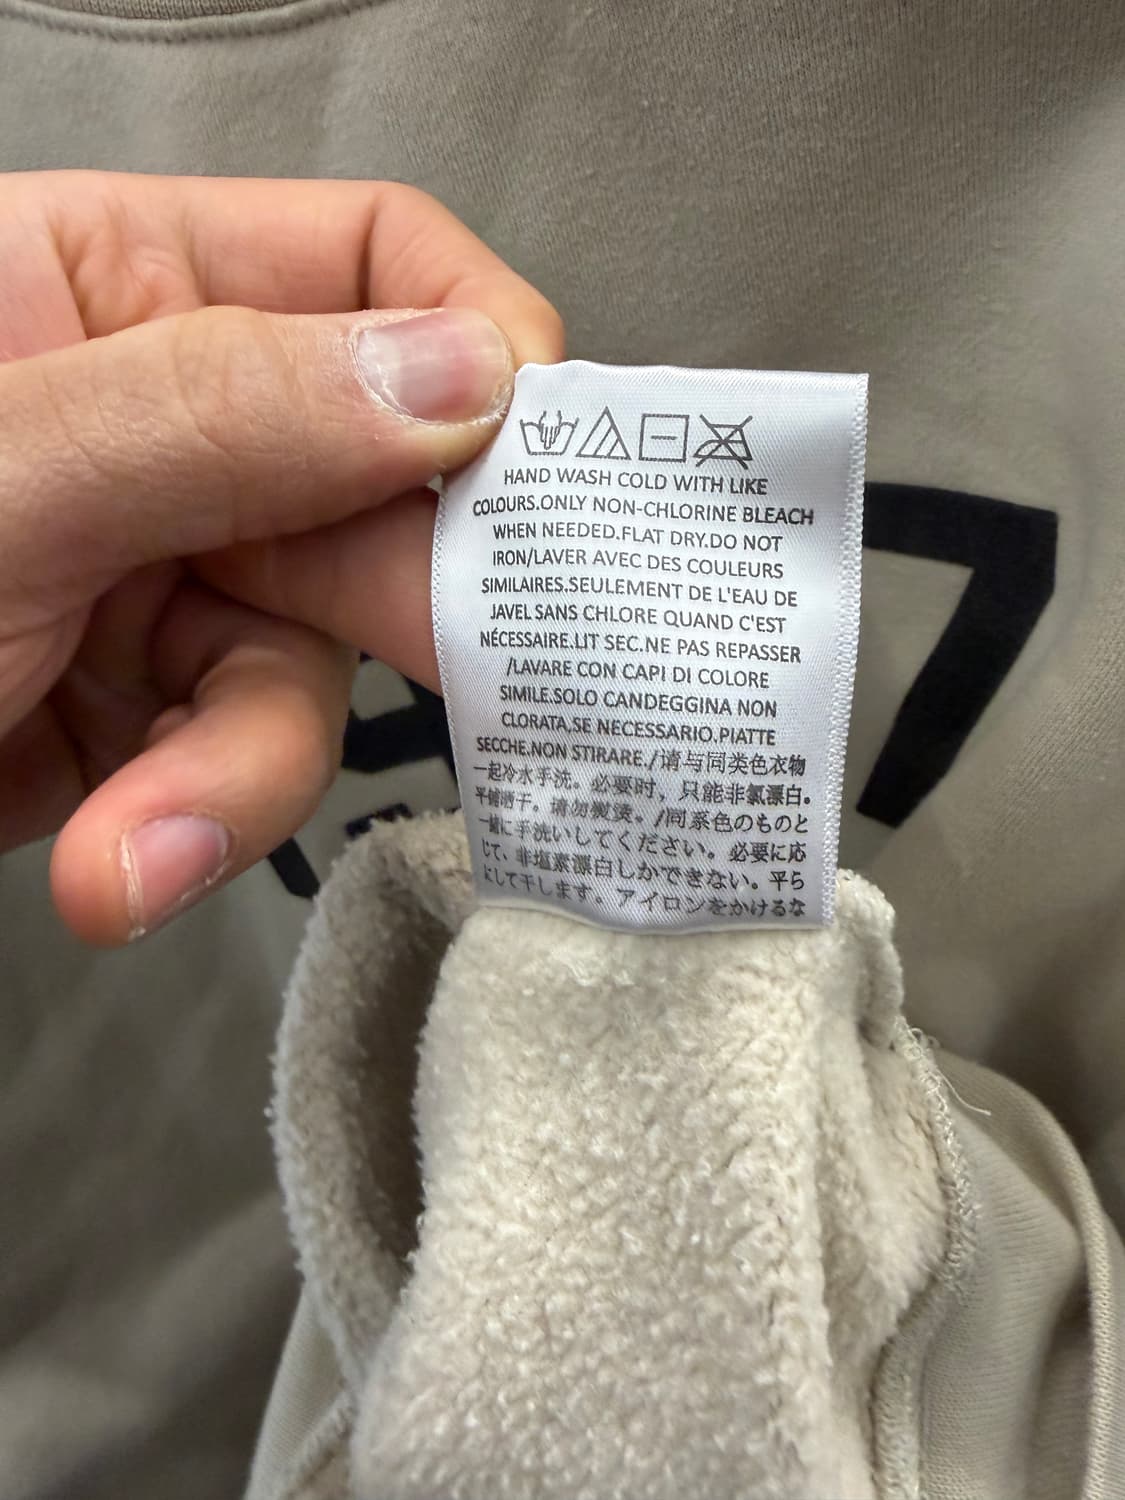 HAND WASH COLD WITH LIKE
COLOURS.ONLY NON-CHLORINE BLEACH
WHEN NEEDED.FLAT DRY.DO NOT
IRON/LAVER AVEC DES COULEURS
SIMILAIRES.SEULEMENT DE L'EAU DE
JAVEL SANS CHLORE QUAND C'EST
NÉCESSAIRE.LIT SEC.NE PAS REPASSER
/LAVARE CON CAPI DI COLORE
SIMILE.SOLO CANDEGGINA NON
CLORATA,SE NECESSARIO.PIATTE
SECCHE.NON STIRARE./请与同类色衣物
一起冷水手洗。必要时，只能非氯漂白。
平铺晒干。请勿熨烫。/同系色のものと
一緒に手洗いしてください。必要に応
じて、非塩素漂白しかできない。平ら
にして干します。アイロンをかけるな
7